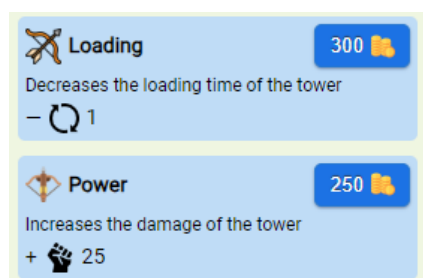 Loading 300
Decreases the loading time of the tower
– 1
Power 250
Increases the damage of the tower
+ 25